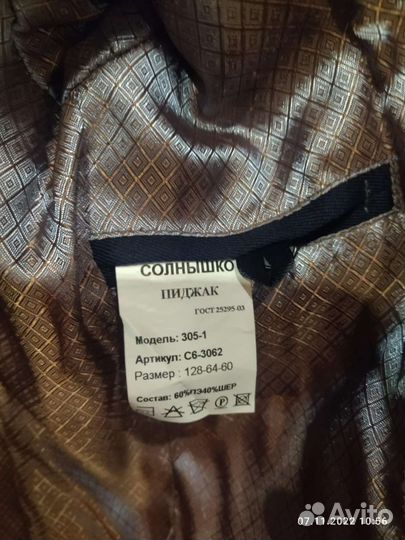 СОЛНЫШКО
ПИДЖАК
ГОСТ 25295 03
Модель: 305-1
Артикул: С6-3062
Размер : 128-64-60
Состав: 60%ПЭ40%ШЕР
Avito
07.11.2022 10:56